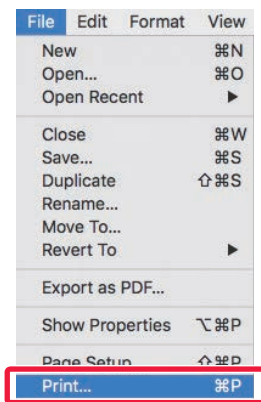 File Edit Format View
New ⌘N
Open... ⌘O
Open Recent ▶
Close ⌘W
Save... ⌘S
Duplicate ⇧⌘S
Rename...
Move To...
Revert To ▶
Export as PDF...
Show Properties ⌥⌘P
Page Setup ⇧⌘P
Print... ⌘P